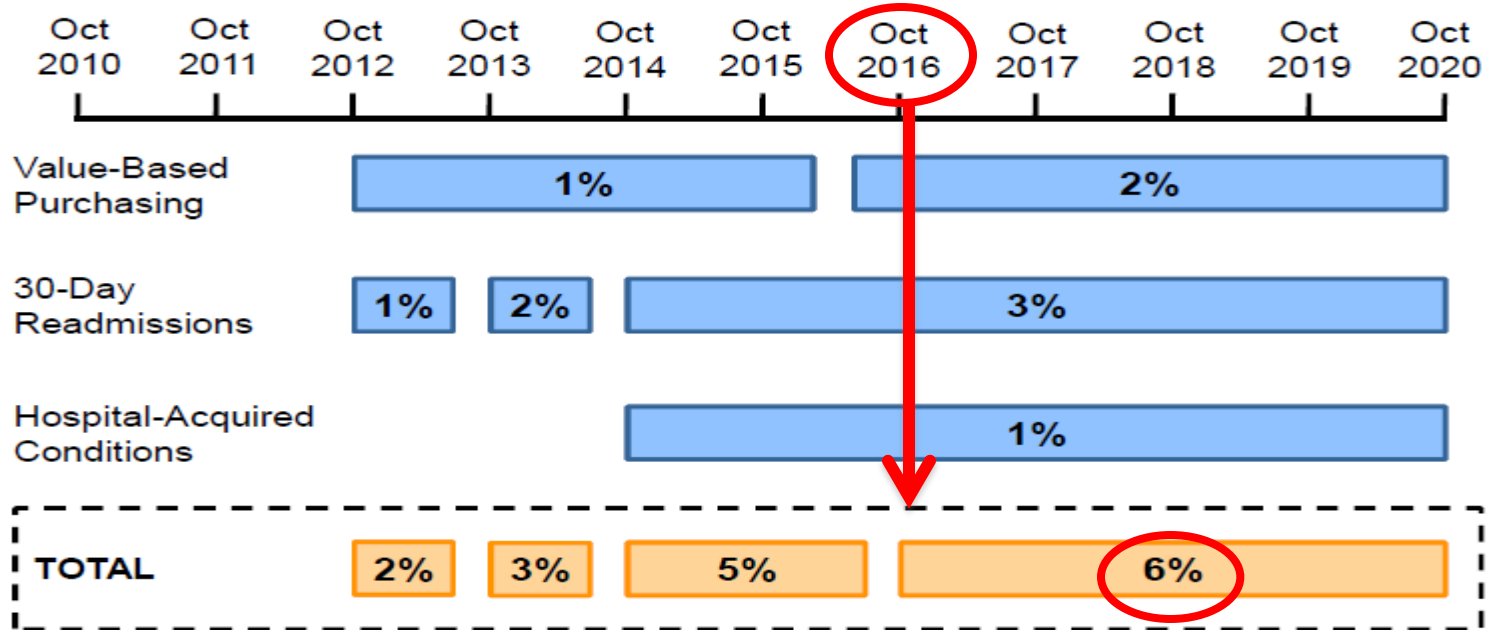 Oct Oct Oct Oct Oct Oct Oct Oct Oct Oct Oct
2010 2011 2012 2013 2014 2015 2016 2017 2018 2019 2020
Value-Based
Purchasing
1% 2%
30-Day
Readmissions
1% 2% 3%
Hospital-Acquired
Conditions
1%
TOTAL 2% 3% 5% 6%